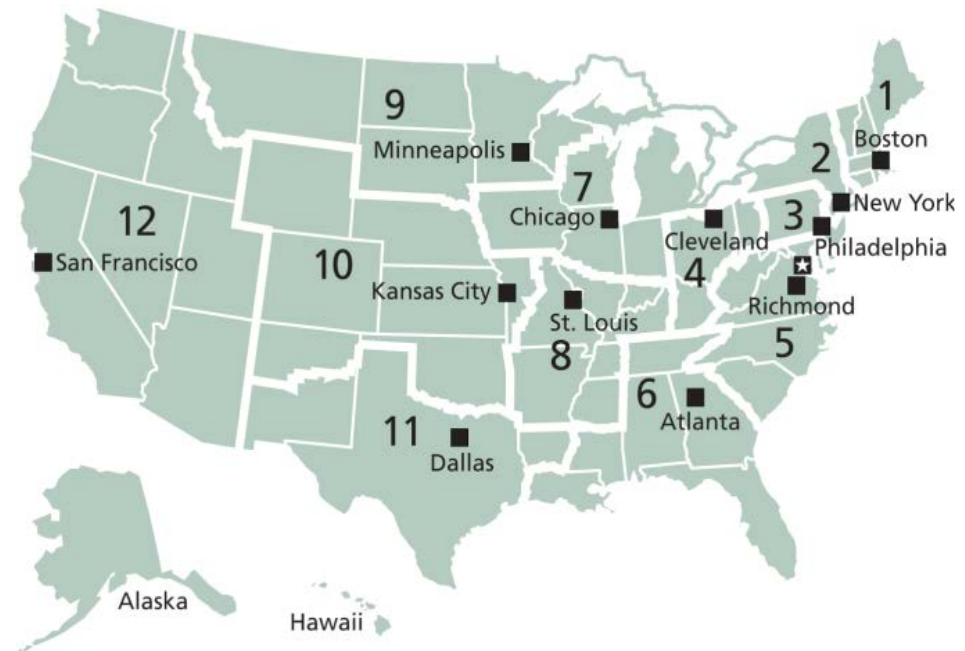 1
Boston
9
2
Minneapolis
7
New York
12
Chicago
3
Cleveland
Philadelphia
San Francisco
10
4
Kansas City
Richmond
St. Louis
5
8
6
Atlanta
11
Dallas
Alaska
Hawaii